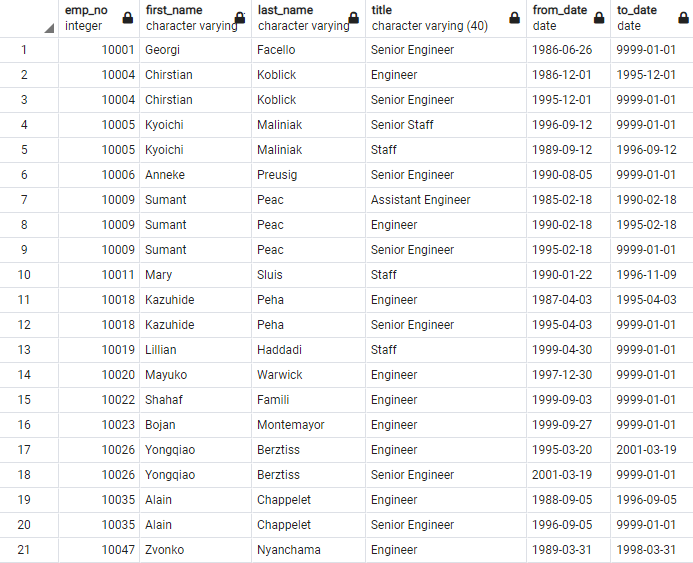 emp_no first_name last_name title from_date to_date
integer character varying character varying character varying (40) date date
1 10001 Georgi Facello Senior Engineer 1986-06-26 9999-01-01
2 10004 Chirstian Koblick Engineer 1986-12-01 1995-12-01
3 10004 Chirstian Koblick Senior Engineer 1995-12-01 9999-01-01
4 10005 Kyoichi Maliniak Senior Staff 1996-09-12 9999-01-01
5 10005 Kyoichi Maliniak Staff 1989-09-12 1996-09-12
6 10006 Anneke Preusig Senior Engineer 1990-08-05 9999-01-01
7 10009 Sumant Peac Assistant Engineer 1985-02-18 1990-02-18
8 10009 Sumant Peac Engineer 1990-02-18 1995-02-18
9 10009 Sumant Peac Senior Engineer 1995-02-18 9999-01-01
10 10011 Mary Sluis Staff 1990-01-22 1996-11-09
11 10018 Kazuhide Peha Engineer 1987-04-03 1995-04-03
12 10018 Kazuhide Peha Senior Engineer 1995-04-03 9999-01-01
13 10019 Lillian Haddadi Staff 1999-04-30 9999-01-01
14 10020 Mayuko Warwick Engineer 1997-12-30 9999-01-01
15 10022 Shahaf Famili Engineer 1999-09-03 9999-01-01
16 10023 Bojan Montemayor Engineer 1999-09-27 9999-01-01
17 10026 Yongqiao Berztiss Engineer 1995-03-20 2001-03-19
18 10026 Yongqiao Berztiss Senior Engineer 2001-03-19 9999-01-01
19 10035 Alain Chappelet Engineer 1988-09-05 1996-09-05
20 10035 Alain Chappelet Senior Engineer 1996-09-05 9999-01-01
21 10047 Zvonko Nyanchama Engineer 1989-03-31 1998-03-31